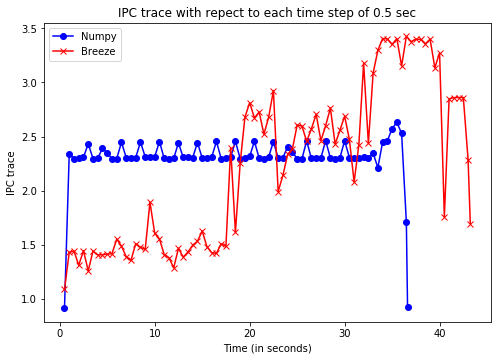 IPC trace with repect to each time step of 0.5 sec
Numpy
Breeze
3.5
3.0
2.5
2.0
1.5
1.0
IPC trace
0
10
20
30
40
Time (in seconds)